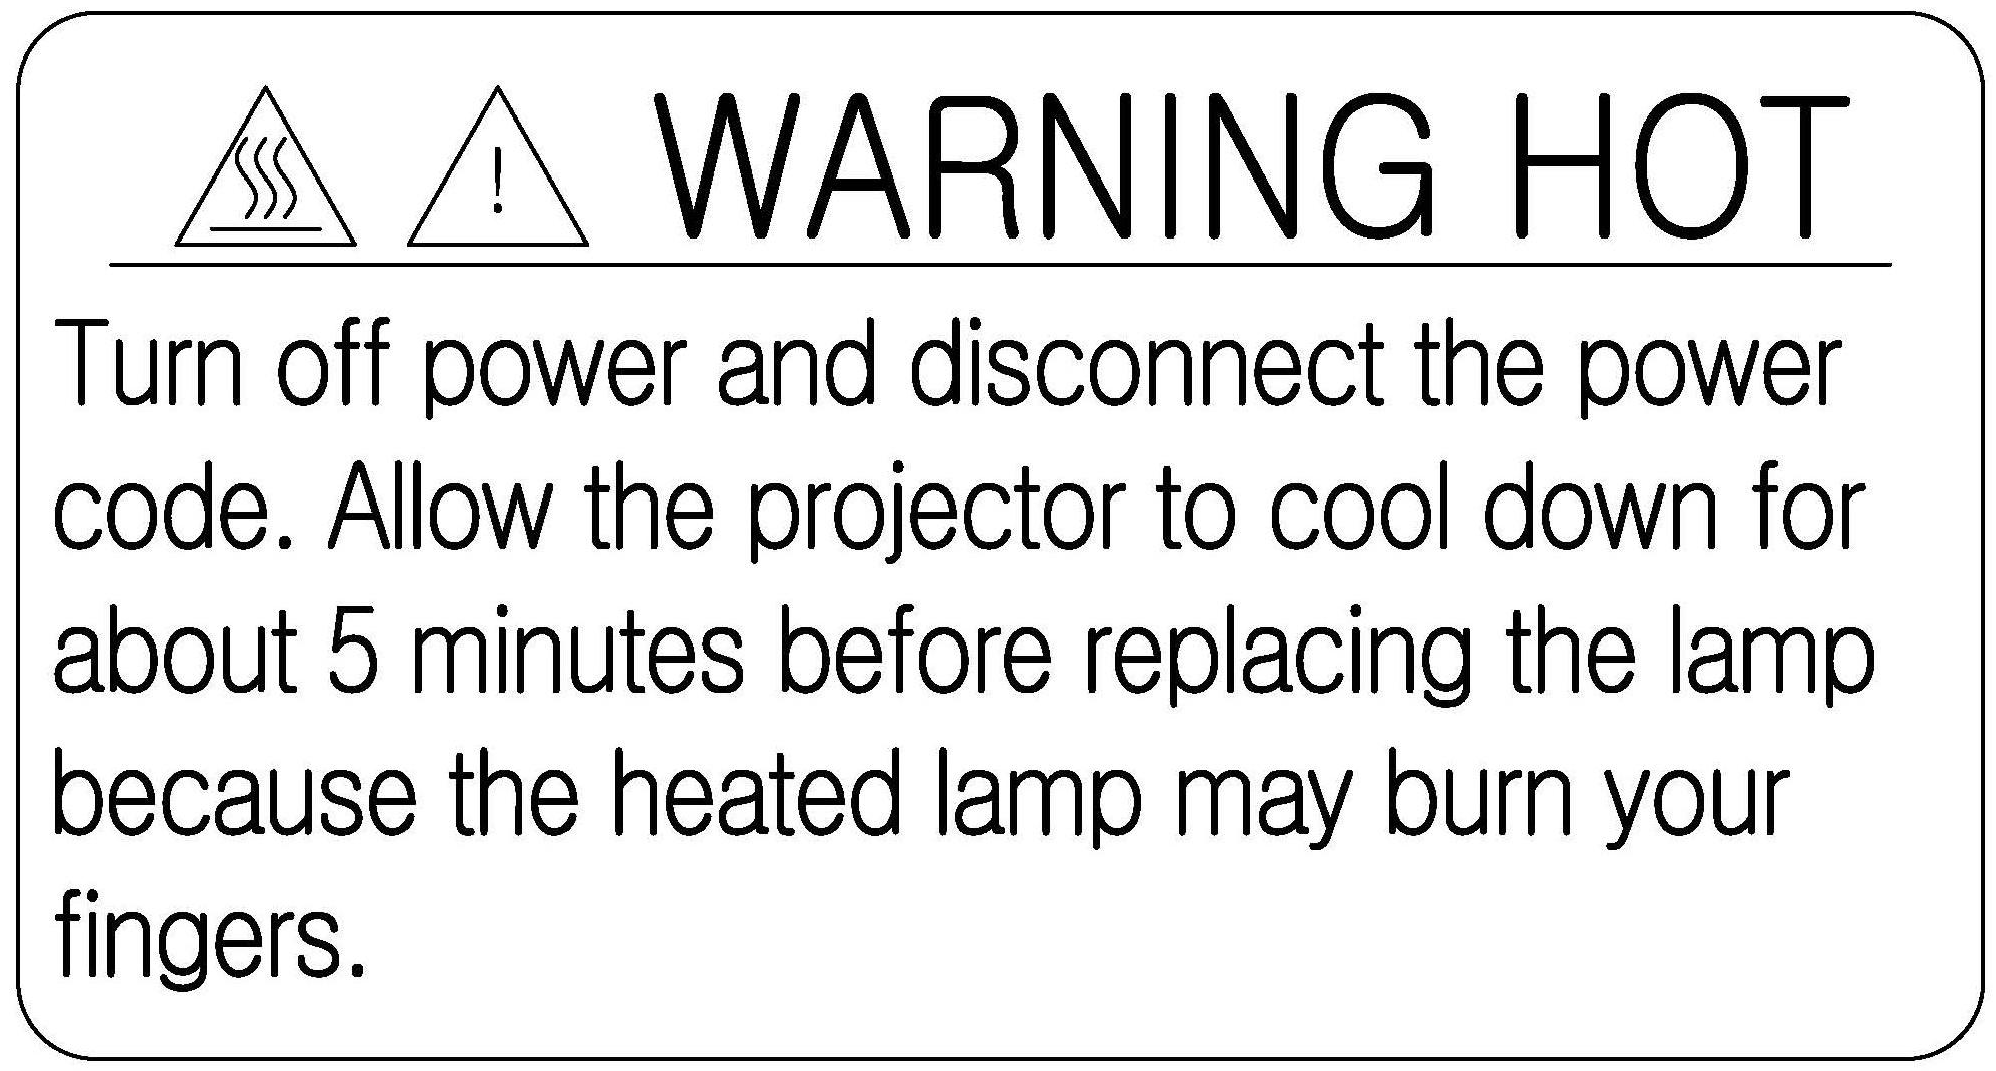 WARNING HOT
Turn off power and disconnect the power
code. Allow the projector to cool down for
about 5 minutes before replacing the lamp
because the heated lamp may burn your
fingers.